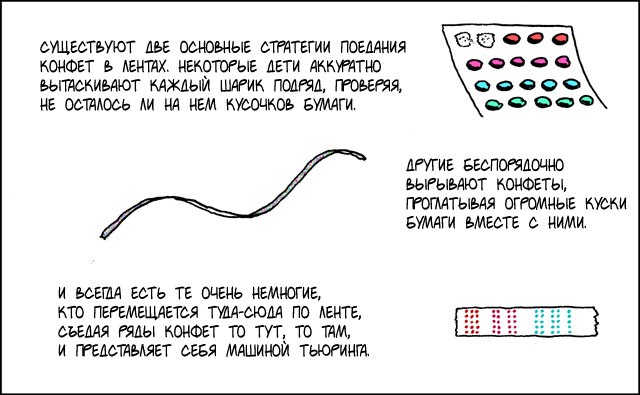 СУЩЕСТВУЮТ ДВЕ ОСНОВНЫЕ СТРАТЕГИИ ПОЕДАНИЯ
КОНФЕТ В ЛЕНТАХ. НЕКОТОРЫЕ ДЕТИ АККУРАТНО
ВЫТАСКИВАЮТ КАЖДЫЙ ШАРИК ПОДРЯД, ПРОВЕРЯЯ,
НЕ ОСТАЛОСЬ ЛИ НА НЕМ КУСОЧКОВ БУМАГИ.
ДРУГИЕ БЕСПОРЯДОЧНО
ВЫРЫВАЮТ КОНФЕТЫ,
ПРОГЛАТЫВАЯ ОГРОМНЫЕ КУСКИ
БУМАГИ ВМЕСТЕ С НИМИ.
И ВСЕГДА ЕСТЬ ТЕ ОЧЕНЬ НЕМНОГИЕ,
КТО ПЕРЕМЕЩАЕТСЯ ТУДА-СЮДА ПО ЛЕНТЕ,
СЪЕДАЯ РЯДЫ КОНФЕТ ТО ТУТ, ТО ТАМ,
И ПРЕДСТАВЛЯЕТ СЕБЯ МАШИНОЙ ТЬЮРИНГА.